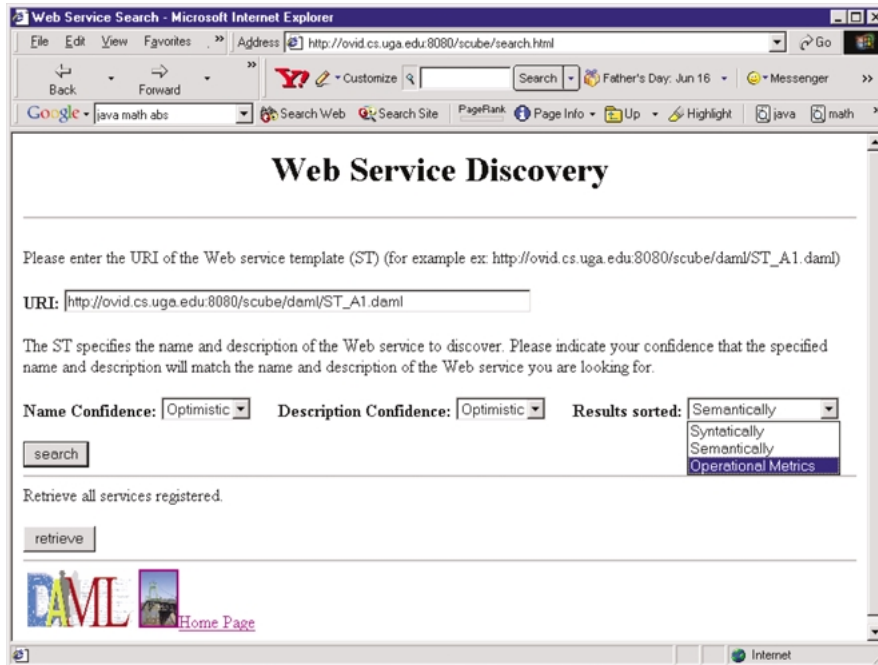 Web Service Search - Microsoft Internet Explorer
File Edit View Favorites » Address http://ovid.cs.uga.edu:8080/scube/search.html Go
Back Forward » Y! Customize Search Father's Day: Jun 16 Messenger »
Google java math abs Search Web Search Site PageRank Page Info Up Highlight java math
Web Service Discovery
Please enter the URI of the Web service template (ST) (for example ex: http://ovid.cs.uga.edu:8080/scube/daml/ST_A1.daml)
URI: http://ovid.cs.uga.edu:8080/scube/daml/ST_A1.daml
The ST specifies the name and description of the Web service to discover. Please indicate your confidence that the specified
name and description will match the name and description of the Web service you are looking for.
Name Confidence: Optimistic Description Confidence: Optimistic Results sorted: Semantically
Syntatically
Semantically
Operational Metrics
search
Retrieve all services registered.
retrieve
DAML Home Page
Internet